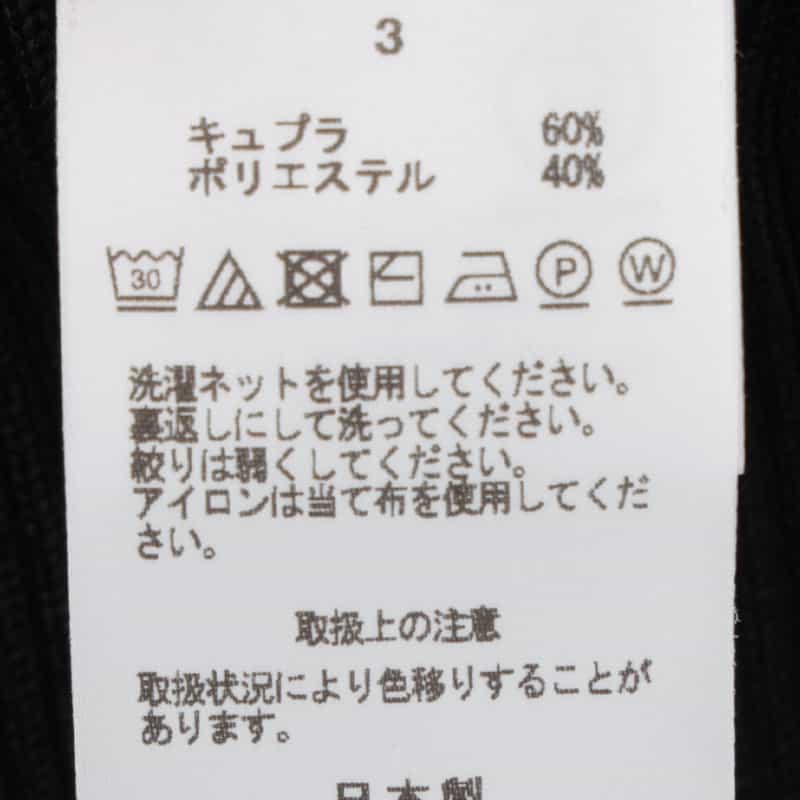 3
キュプラ 60%
ポリエステル 40%
30 P W
洗濯ネットを使用してください。
裏返しにして洗ってください。
絞りは弱くしてください。
アイロンは当て布を使用してくだ
さい。
取扱上の注意
取扱状況により色移りすることが
あります。
日本製